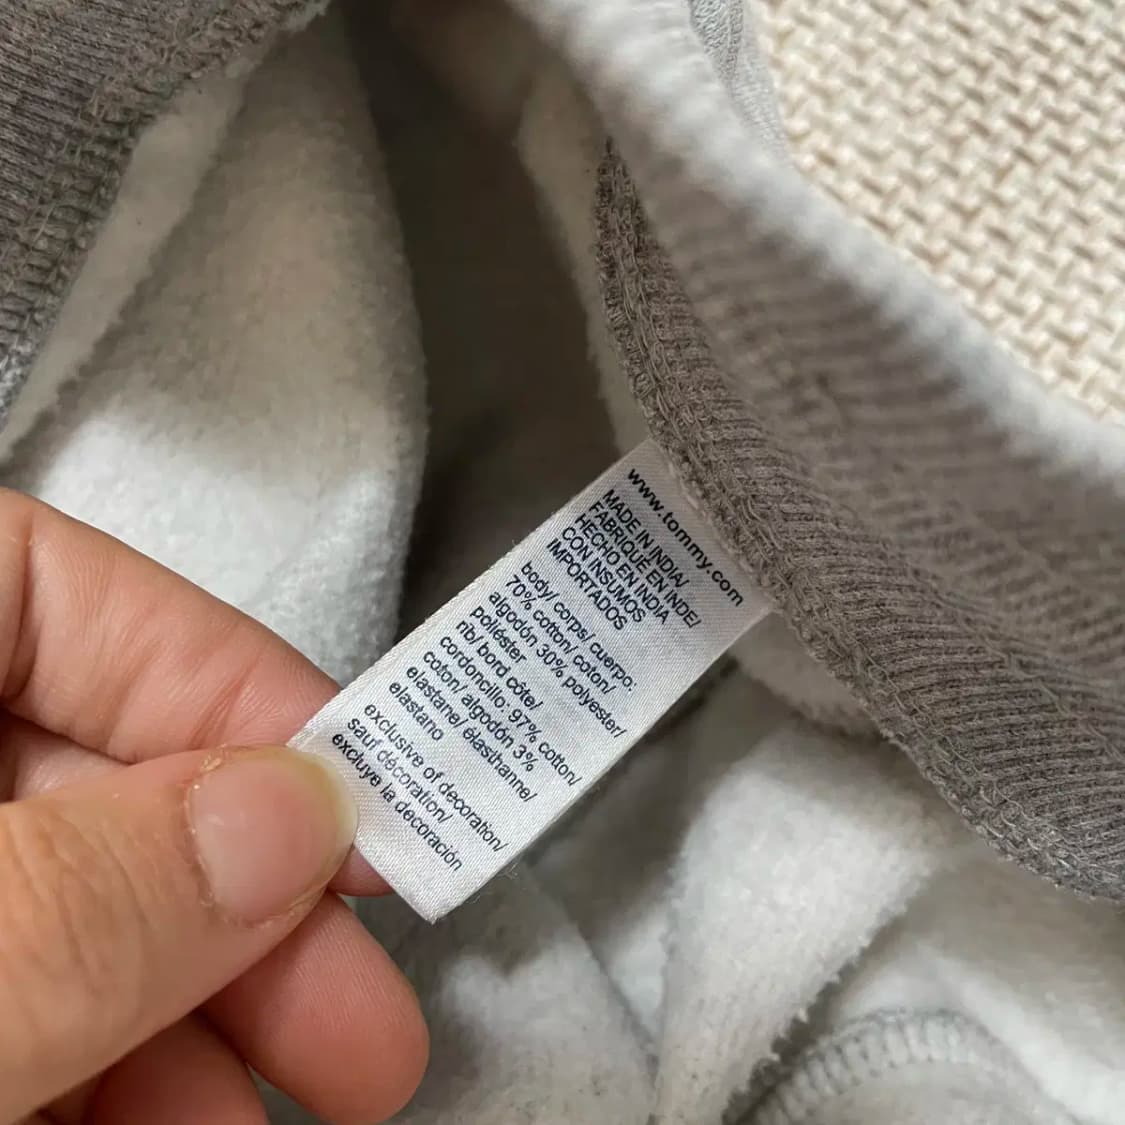 www.tommy.com
MADE IN INDIA/
FABRIQUE EN INDE/
HECHO EN INDIA
CON INSUMOS
IMPORTADOS
body/ corps/ cuerpo:
70% cotton/ coton/
algodón 30% polyester/
poliéster
rib/ bord côte/
cordoncillo: 97% cotton/
coton/ algodón 3%
elastane/ élasthanne/
elastano
exclusive of decoration/
sauf décoration/
excluye la decoración